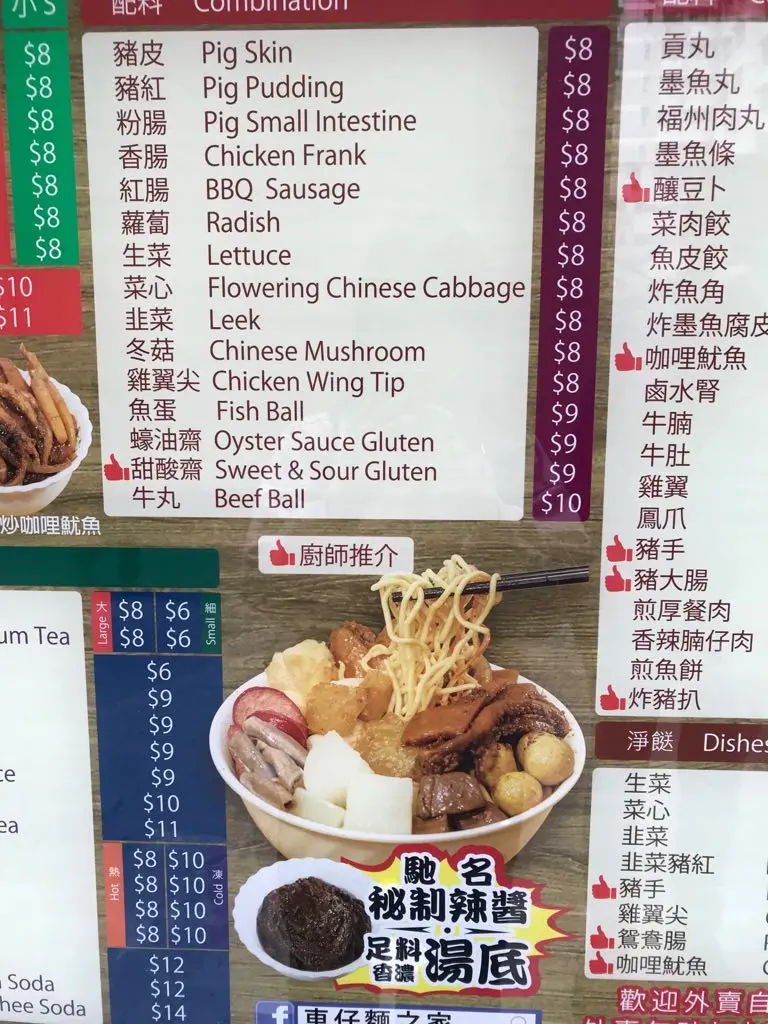 小 S
$8
$8
$8
$8
$8
$8
$8
$10
$11
炒咖喱魷魚
配料 Combination
豬皮 Pig Skin $8
豬紅 Pig Pudding $8
粉腸 Pig Small Intestine $8
香腸 Chicken Frank $8
紅腸 BBQ Sausage $8
蘿蔔 Radish $8
生菜 Lettuce $8
菜心 Flowering Chinese Cabbage $8
韭菜 Leek $8
冬菇 Chinese Mushroom $8
雞翼尖 Chicken Wing Tip $8
魚蛋 Fish Ball $9
蠔油齋 Oyster Sauce Gluten $9
甜酸齋 Sweet & Sour Gluten $9
牛丸 Beef Ball $10
廚師推介
貢丸
墨魚丸
福州肉丸
墨魚條
釀豆卜
菜肉餃
魚皮餃
炸魚角
炸墨魚腐皮
咖喱魷魚
鹵水腎
牛腩
牛肚
雞翼
鳳爪
豬手
豬大腸
煎厚餐肉
香辣腩仔肉
煎魚餅
炸豬扒
淨餸 Dishes
生菜
菜心
韭菜
韭菜豬紅
豬手
雞翼尖
鴛鴦腸
咖喱魷魚
歡迎外賣自
Large 大 $8 $6 細 Small
um Tea $8 $6
$6
$9
$9
$9
ce $9
$10
ea $11
熱 Hot $8 $10 凍 Cold
$8 $10
$8 $10
$8 $10
$12
Soda $12
hee Soda $14
馳名
秘制辣醬
足料香濃 湯底
f 車仔麵之家